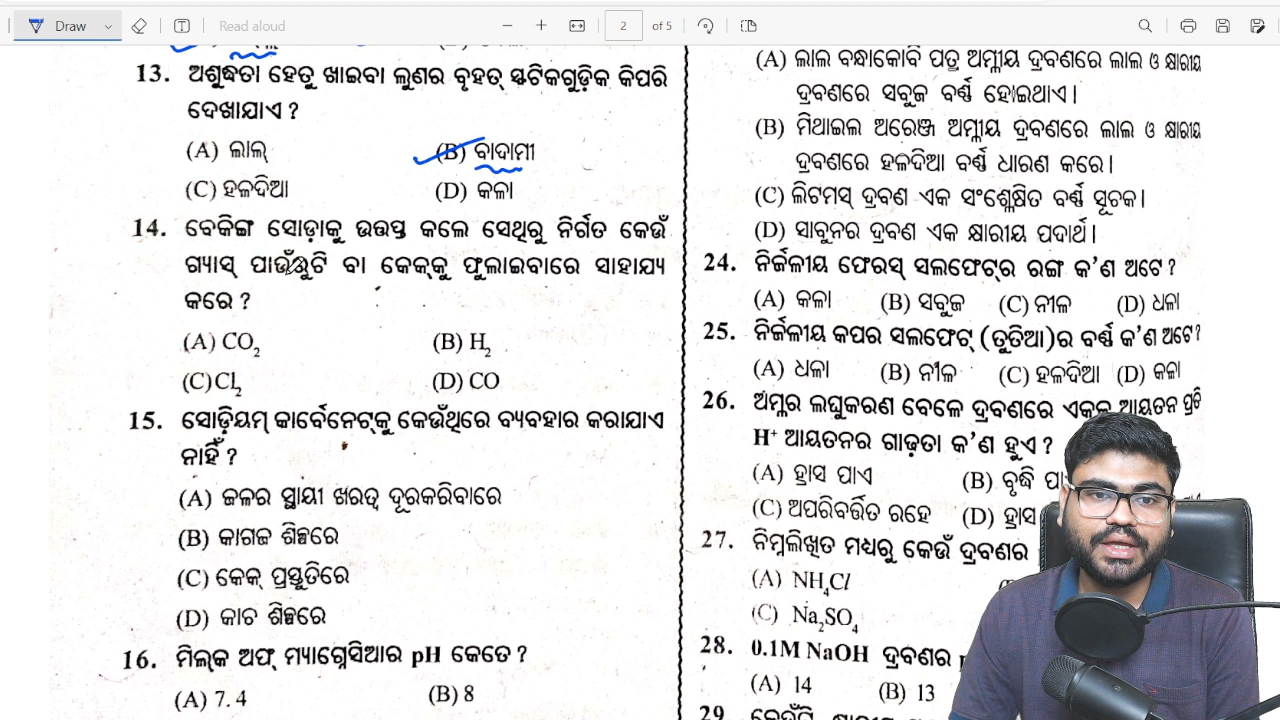 Draw
Read aloud
2
of 5
13. ଅଶୁଦ୍ଧତା ହେତୁ ଖାଇବା ଲୁଣର ବୃହତ୍ ସ୍ଫଟିକଗୁଡ଼ିକ କିପରି
ଦେଖାଯାଏ ?
(A) ଲାଲ୍ (B) ବାଦାମୀ
(C) ହଳଦିଆ (D) କଳା
14. ବେକିଙ୍ଗ ସୋଡ଼ାକୁ ଉତ୍ତପ୍ତ କଲେ ସେଥିରୁ ନିର୍ଗତ କେଉଁ
ଗ୍ୟାସ୍ ପାଉଁରୁଟି ବା କେକ୍‌କୁ ଫୁଲାଇବାରେ ସାହାଯ୍ୟ
କରେ ?
(A) CO₂ (B) H₂
(C) Cl₂ (D) CO
15. ସୋଡ଼ିୟମ୍ କାର୍ବେନେଟ୍‌କୁ କେଉଁଥିରେ ବ୍ୟବହାର କରାଯାଏ
ନାହିଁ ?
(A) ଜଳର ସ୍ଥାୟୀ ଖରତ୍ୱ ଦୂରକରିବାରେ
(B) କାଗଜ ଶିଳ୍ପରେ
(C) କେକ୍ ପ୍ରସ୍ତୁତିରେ
(D) କାଚ ଶିଳ୍ପରେ
16. ମିଲ୍‌କ ଅଫ୍ ମ୍ୟାଗ୍ନେସିଆର pH କେତେ ?
(A) 7.4 (B) 8
(A) ଲାଲ ବନ୍ଧାକୋବି ପତ୍ର ଅମ୍ଳୀୟ ଦ୍ରବଣରେ ଲାଲ ଓ କ୍ଷାରୀୟ
ଦ୍ରବଣରେ ସବୁଜ ବର୍ଣ୍ଣ ହୋଇଥାଏ।
(B) ମିଥାଇଲ ଅରେଞ୍ଜ ଅମ୍ଳୀୟ ଦ୍ରବଣରେ ଲାଲ ଓ କ୍ଷାରୀୟ
ଦ୍ରବଣରେ ହଳଦିଆ ବର୍ଣ୍ଣ ଧାରଣ କରେ।
(C) ଲିଟମସ୍ ଦ୍ରବଣ ଏକ ସଂଶ୍ଳେଷିତ ବର୍ଣ୍ଣ ସୂଚକ।
(D) ସାବୁନର ଦ୍ରବଣ ଏକ କ୍ଷାରୀୟ ପଦାର୍ଥ।
24. ନିର୍ଜଳୀୟ ଫେରସ୍ ସଲଫେଟ୍‌ର ରଙ୍ଗ କ'ଣ ଅଟେ ?
(A) କଳା (B) ସବୁଜ (C) ନୀଳ (D) ଧଳା
25. ନିର୍ଜଳୀୟ କପର ସଲଫେଟ୍ (ତୁତିଆ)ର ବର୍ଣ୍ଣ କ'ଣ ଅଟେ ?
(A) ଧଳା (B) ନୀଳ (C) ହଳଦିଆ (D) କଳା
26. ଅମ୍ଳର ଲଘୁକରଣ ବେଳେ ଦ୍ରବଣରେ ଏକକ ଆୟତନ ପ୍ରତି
H⁺ ଆୟତନର ଗାଢ଼ତା କ'ଣ ହୁଏ ?
(A) ହ୍ରାସ ପାଏ (B) ବୃଦ୍ଧି
(C) ଅପରିବର୍ତ୍ତିତ ରହେ (D) ହ୍ରାସ
27. ନିମ୍ନଲିଖିତ ମଧ୍ୟରୁ କେଉଁ ଦ୍ରବଣର
(A) NH₄Cl
(C) Na₂SO₄
28. 0.1M NaOH ଦ୍ରବଣର
(A) 14 (B) 13
29.